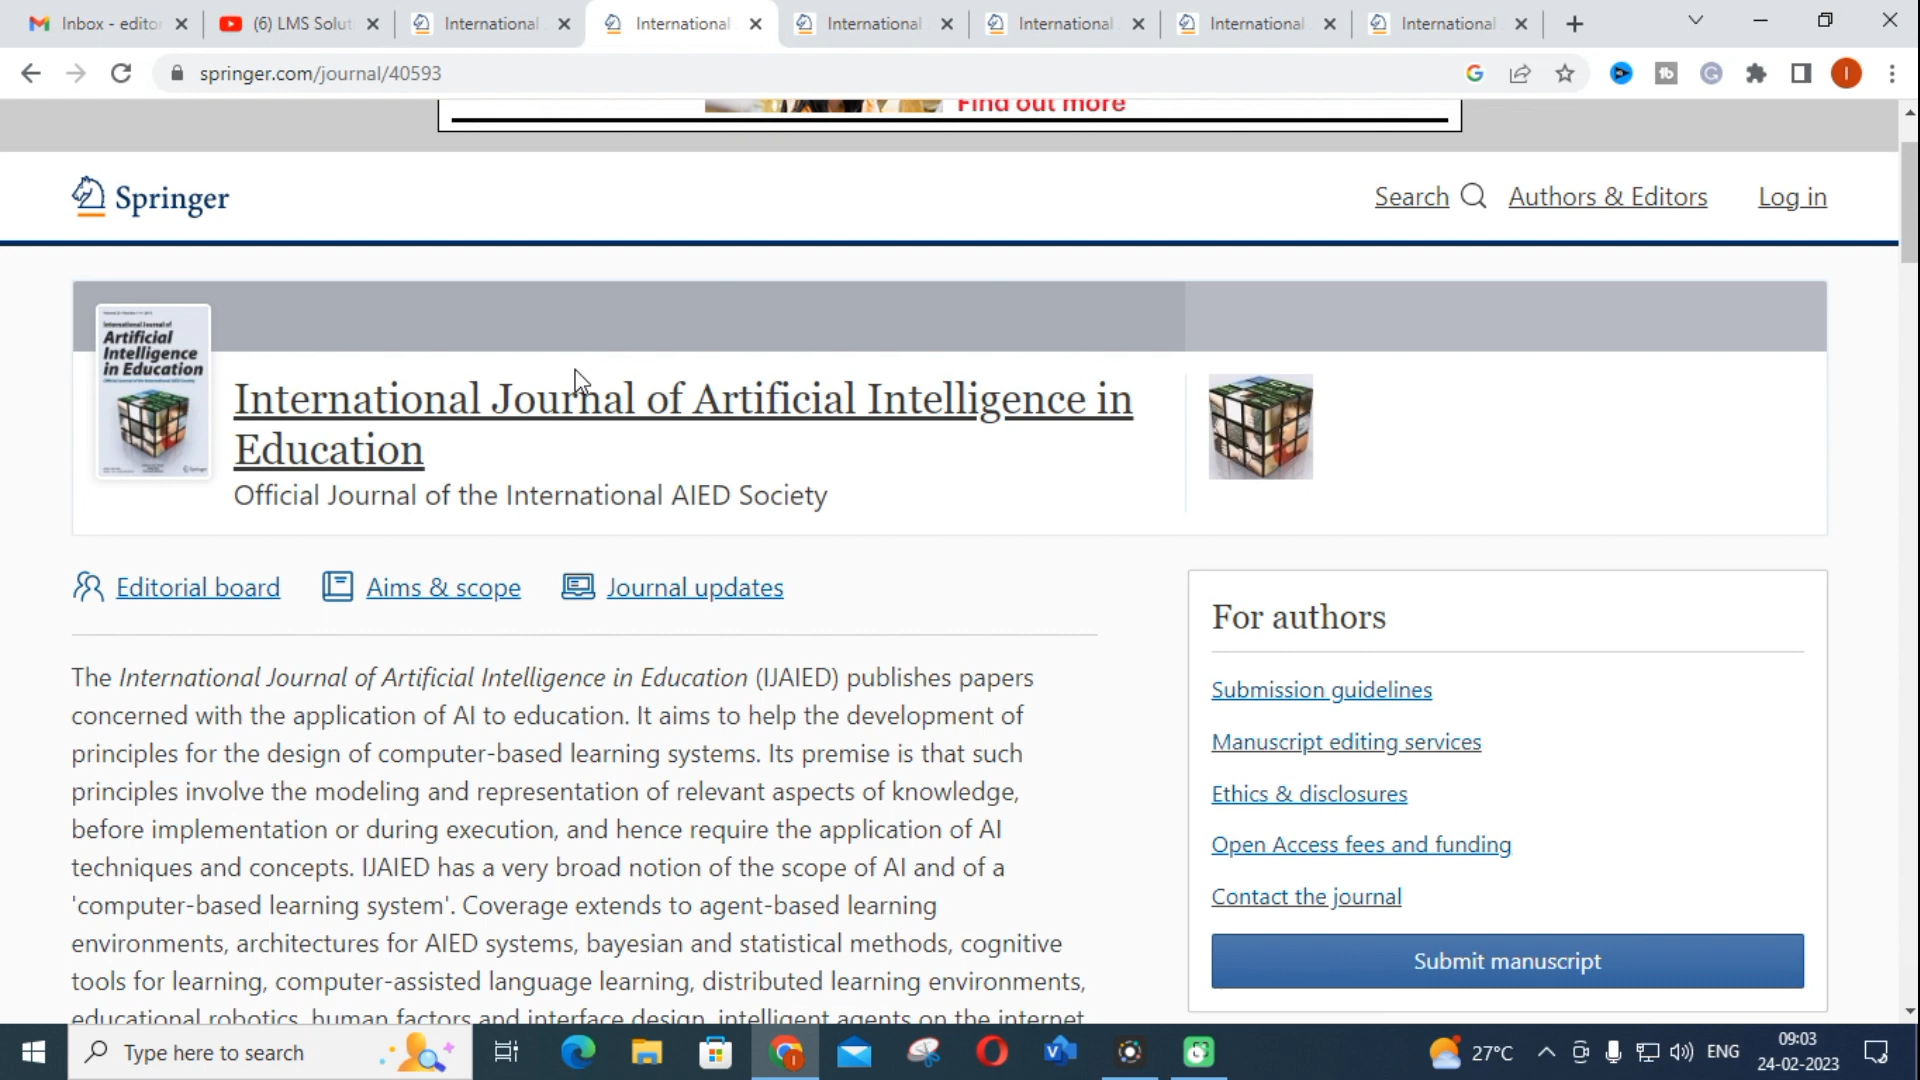 Inbox - editor
(6) LMS Solut
International
International
International
International
International
International
springer.com/journal/40593
Find out more
Springer
Search
Authors & Editors
Log in
International Journal of
Artificial
Intelligence
in Education
Springer
International Journal of Artificial Intelligence in
Education
Official Journal of the International AIED Society
Editorial board
Aims & scope
Journal updates
The International Journal of Artificial Intelligence in Education (IJAIED) publishes papers
concerned with the application of AI to education. It aims to help the development of
principles for the design of computer-based learning systems. Its premise is that such
principles involve the modeling and representation of relevant aspects of knowledge,
before implementation or during execution, and hence require the application of AI
techniques and concepts. IJAIED has a very broad notion of the scope of AI and of a
'computer-based learning system'. Coverage extends to agent-based learning
environments, architectures for AIED systems, bayesian and statistical methods, cognitive
tools for learning, computer-assisted language learning, distributed learning environments,
educational robotics, human factors and interface design, intelligent agents on the internet
For authors
Submission guidelines
Manuscript editing services
Ethics & disclosures
Open Access fees and funding
Contact the journal
Submit manuscript
Type here to search
27°C
ENG
09:03
24-02-2023